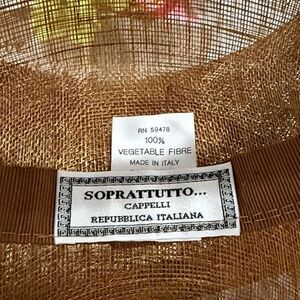 RN 59478
100%
VEGETABLE FIBRE
MADE IN ITALY
SOPRATTUTTO...
CAPPELLI
REPUBBLICA ITALIANA